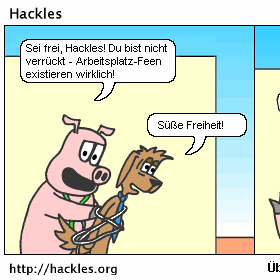 Hackles
Sei frei, Hackles! Du bist nicht
verrückt - Arbeitsplatz-Feen
existieren wirklich!
Süße Freiheit!
http://hackles.org